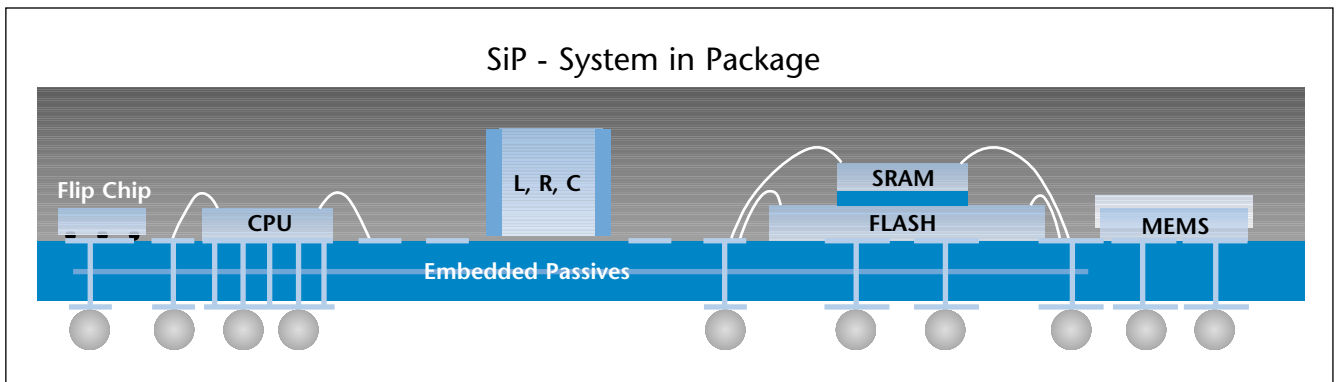 SiP - System in Package
Flip Chip
CPU
L, R, C
SRAM
FLASH
MEMS
Embedded Passives